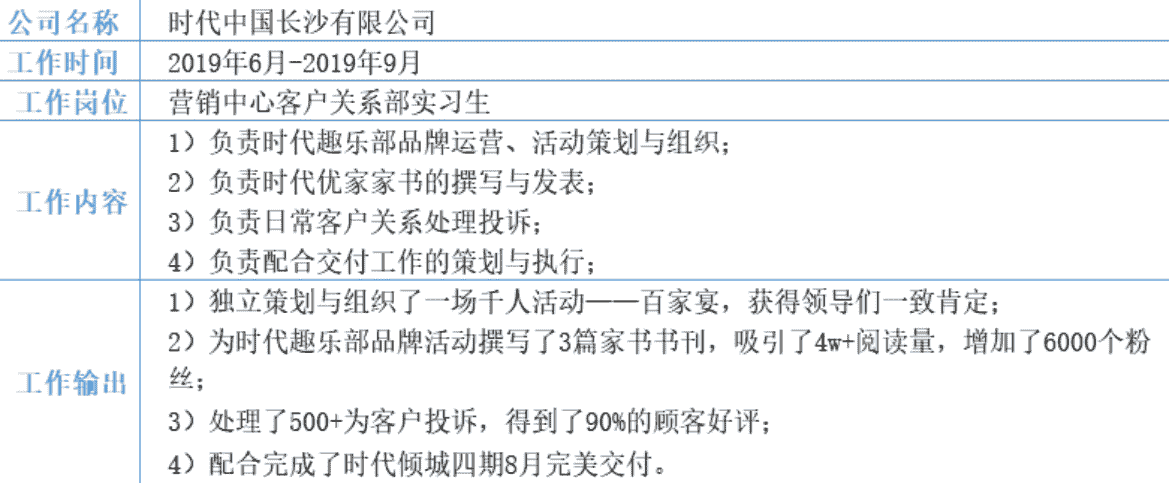 公司名称 时代中国长沙有限公司
工作时间 2019年6月-2019年9月
工作岗位 营销中心客户关系部实习生
工作内容
1）负责时代趣乐部品牌运营、活动策划与组织；
2）负责时代优家家书的撰写与发表；
3）负责日常客户关系处理投诉；
4）负责配合交付工作的策划与执行；
工作输出
1）独立策划与组织了一场千人活动——百家宴，获得领导们一致肯定；
2）为时代趣乐部品牌活动撰写了3篇家书书刊，吸引了4w+阅读量，增加了6000个粉
丝；
3）处理了500+为客户投诉，得到了90%的顾客好评；
4）配合完成了时代倾城四期8月完美交付。